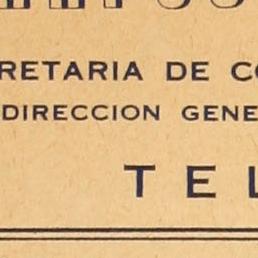 RETARIA DE CO
DIRECCION GENE
TEL